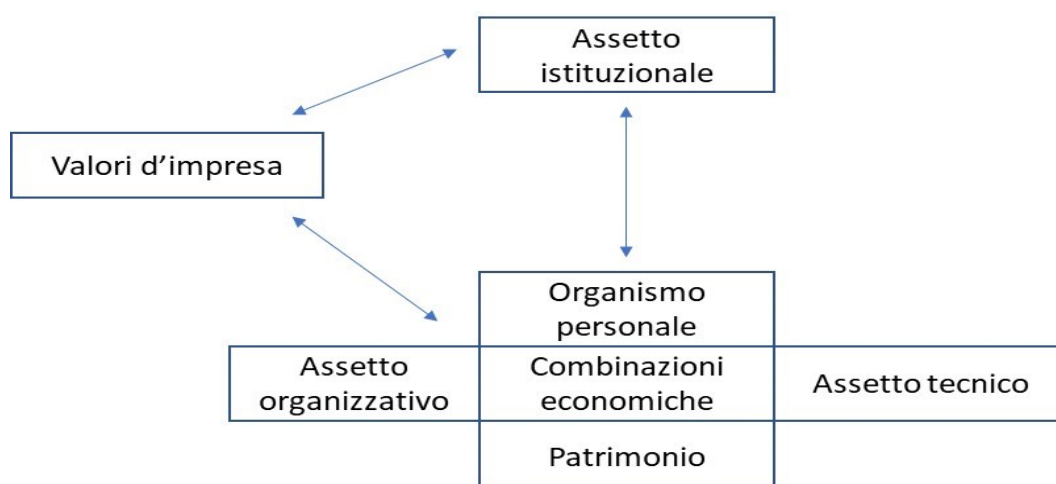 Assetto
istituzionale
Valori d’impresa
Organismo
personale
Assetto
organizzativo
Combinazioni
economiche
Assetto tecnico
Patrimonio